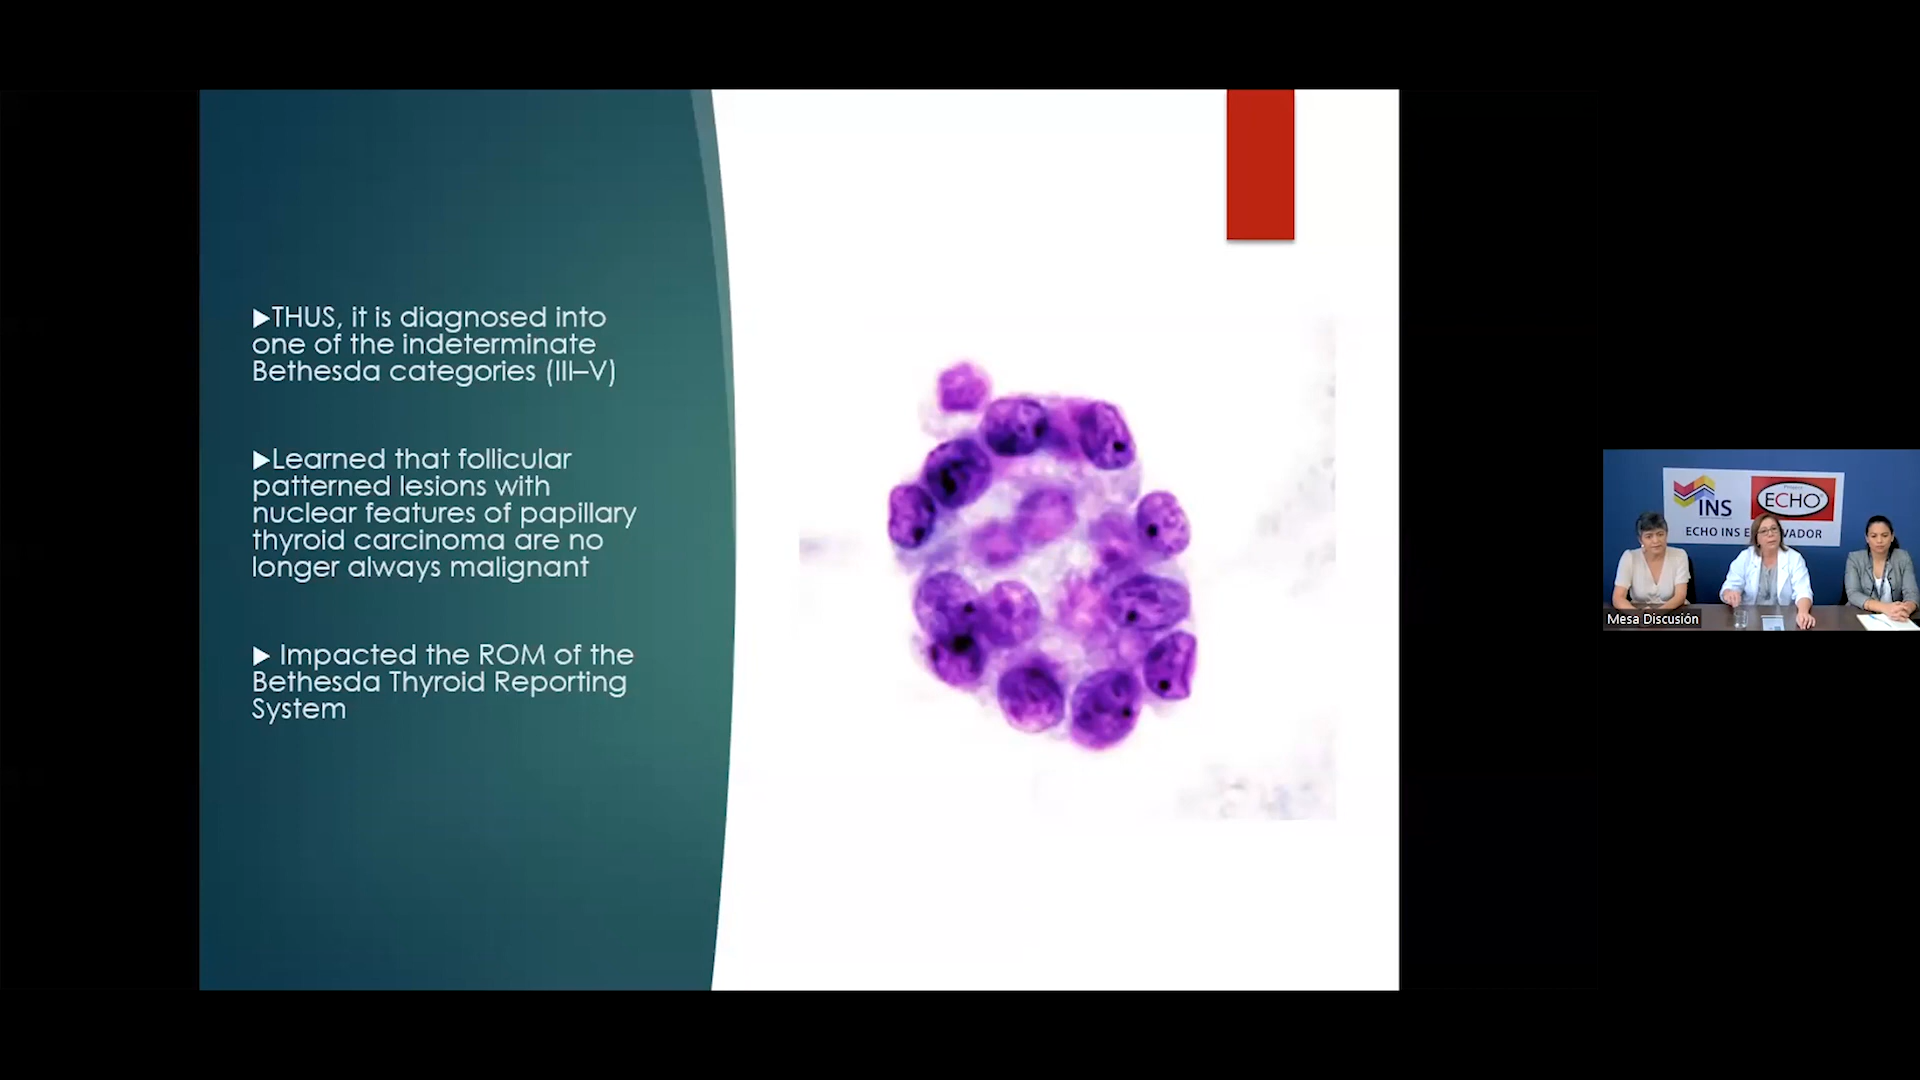 ►THUS, it is diagnosed into
one of the indeterminate
Bethesda categories (III–V)
►Learned that follicular
patterned lesions with
nuclear features of papillary
thyroid carcinoma are no
longer always malignant
► Impacted the ROM of the
Bethesda Thyroid Reporting
System
INS
Project
ECHO
ECHO INS E VADOR
Mesa Discusión